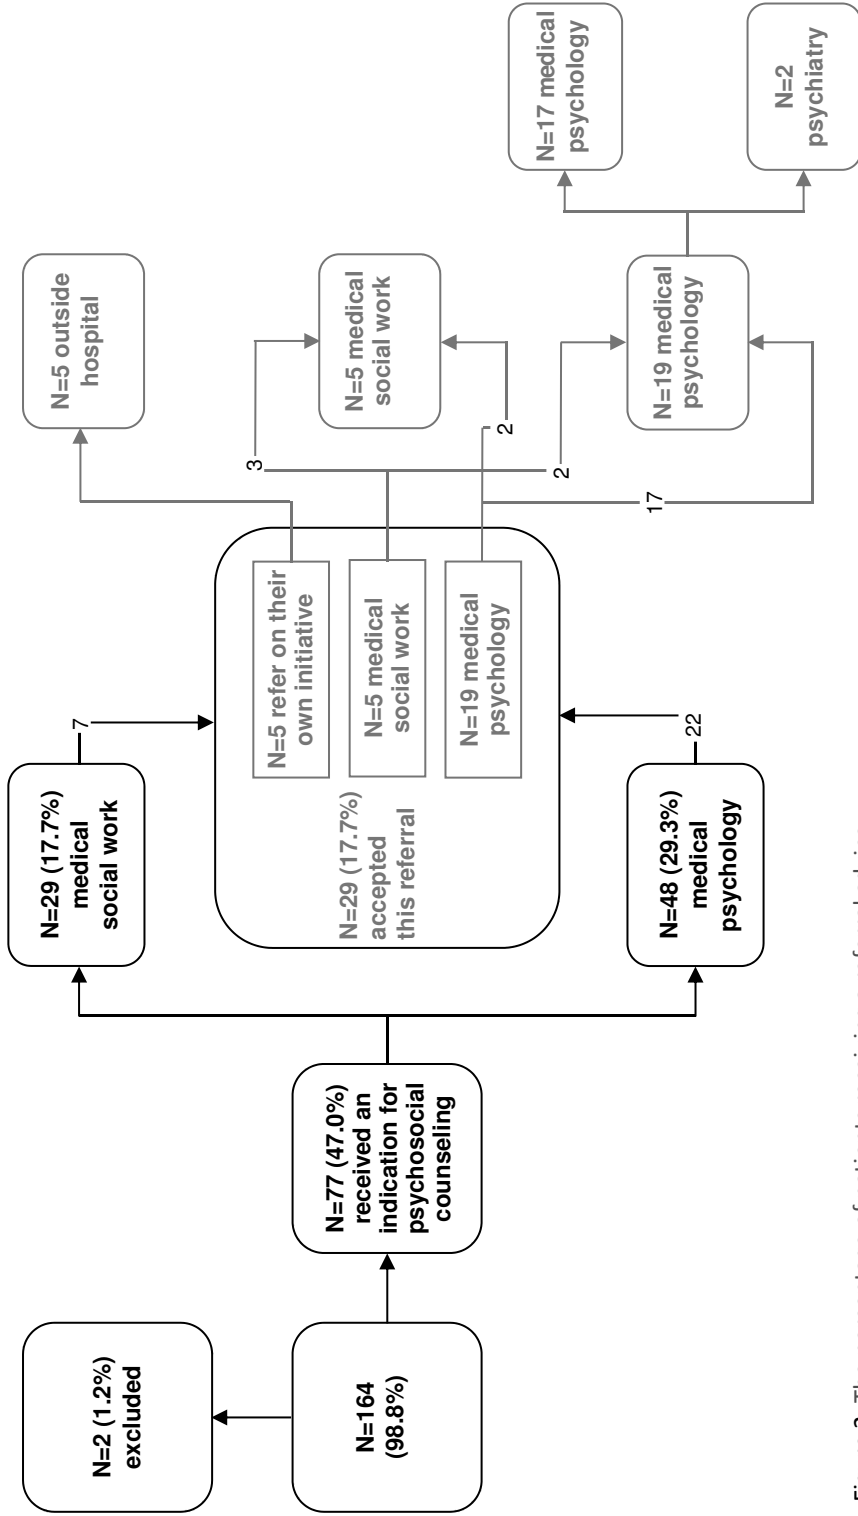 N=2 (1.2%)
excluded
N=164
(98.8%)
N=77 (47.0%)
received an
indication for
psychosocial
counseling
N=29 (17.7%)
medical
social work
7
N=48 (29.3%)
medical
psychology
22
N=29 (17.7%)
accepted
this referral
N=5 refer on their
own initiative
N=5 medical
social work
N=19 medical
psychology
3
2
2
17
N=5 outside
hospital
N=5 medical
social work
N=19 medical
psychology
N=17 medical
psychology
N=2
psychiatry